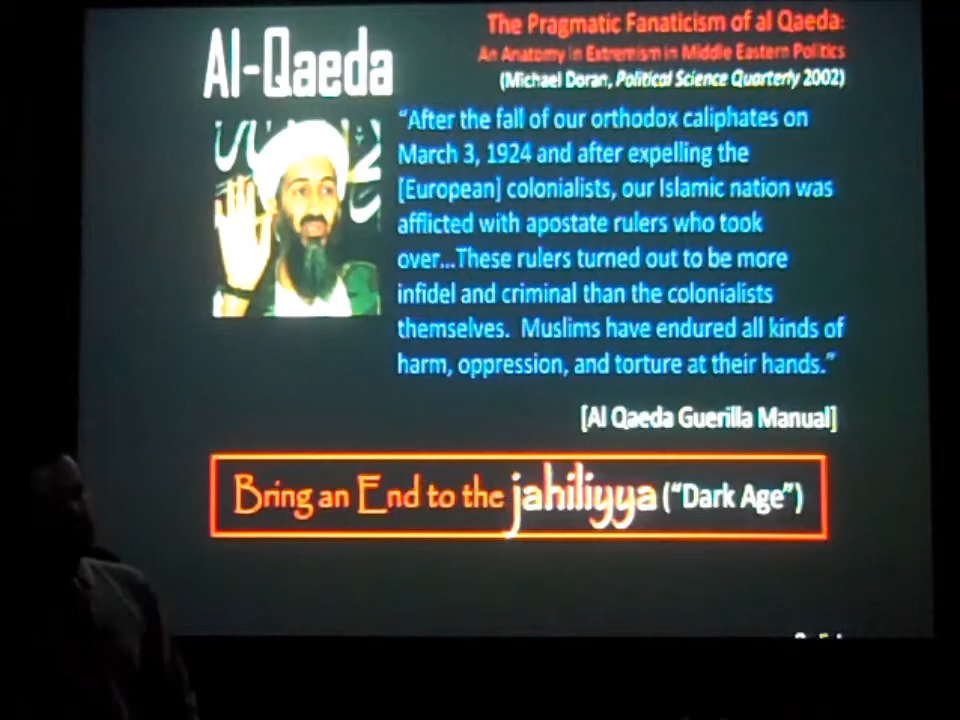 Al-Qaeda
The Pragmatic Fanaticism of al Qaeda:
An Anatomy in Extremism in Middle Eastern Politics
(Michael Doran, Political Science Quarterly 2002)
“After the fall of our orthodox caliphates on
March 3, 1924 and after expelling the
[European] colonialists, our Islamic nation was
afflicted with apostate rulers who took
over...These rulers turned out to be more
infidel and criminal than the colonialists
themselves. Muslims have endured all kinds of
harm, oppression, and torture at their hands.”
[Al Qaeda Guerilla Manual]
Bring an End to the jahiliyya (“Dark Age”)